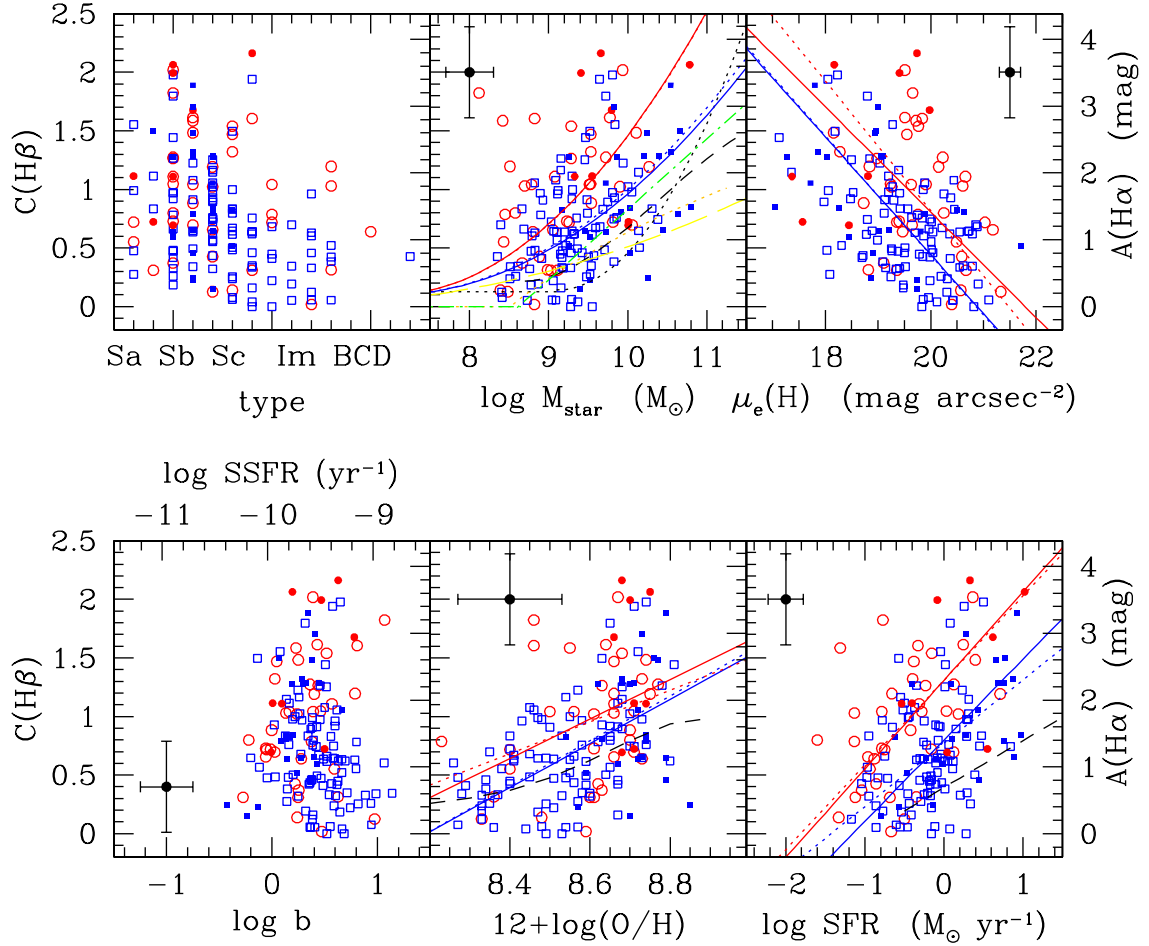 2.5
2
1.5
1
0.5
0
C(Hβ)
4
3
2
1
0
A(Hα) (mag)
Sa Sb Sc Im BCD
8 9 10 11
18 20 22
type
log M_star (M_⊙)
μ_e(H) (mag arcsec⁻²)
log SSFR (yr⁻¹)
−11 −10 −9
2.5
2
1.5
1
0.5
0
C(Hβ)
4
3
2
1
0
A(Hα) (mag)
−1 0 1
8.4 8.6 8.8
−2 −1 0 1
log b
12+log(O/H)
log SFR (M_⊙ yr⁻¹)